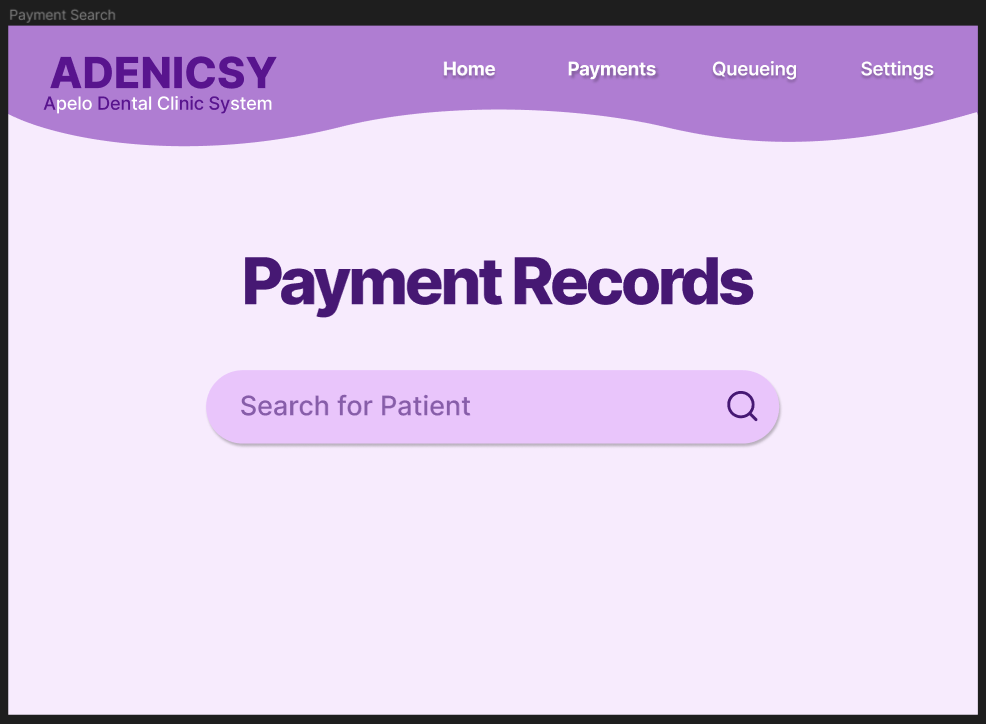 Payment Search
ADENICSY
Apelo Dental Clinic System
Home Payments Queueing Settings
Payment Records
Search for Patient